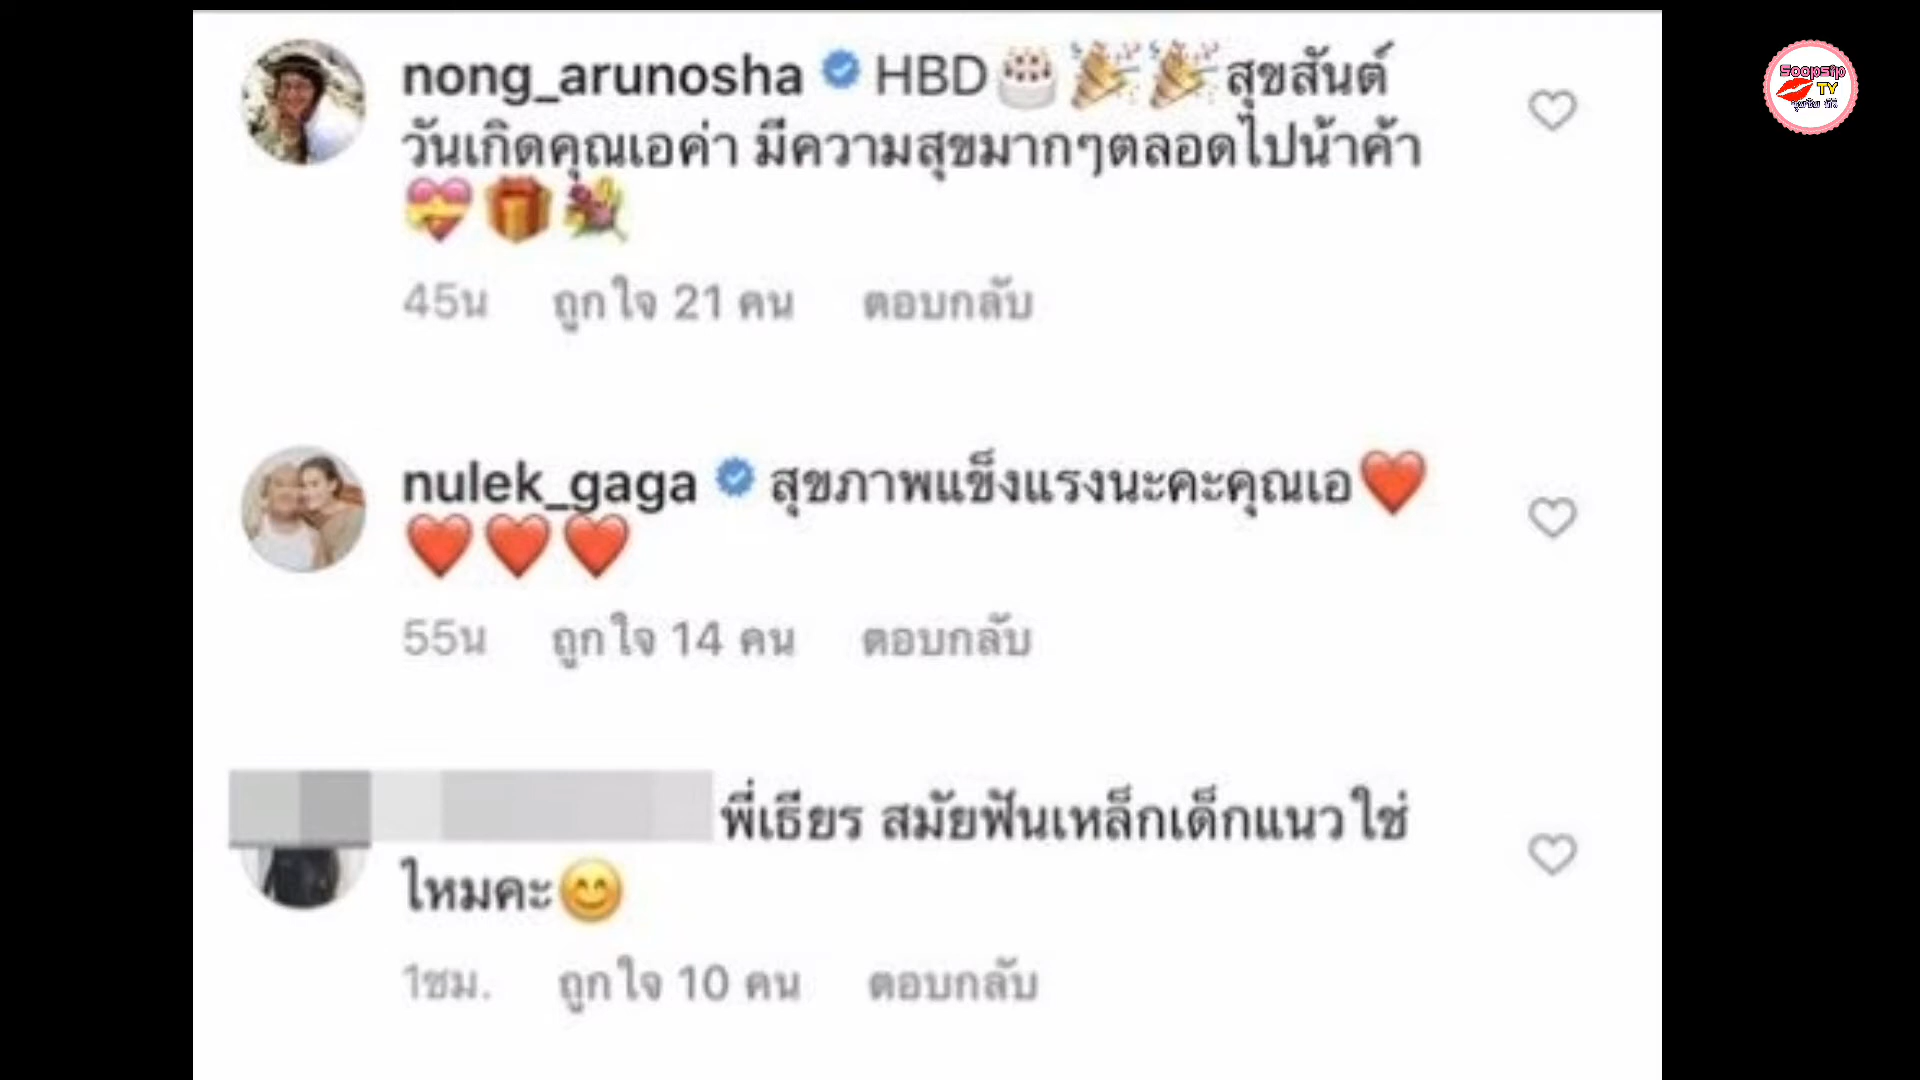 nong_arunosha HBD🎂🎉🎉สุขสันต์
วันเกิดคุณเอค่า มีความสุขมากๆตลอดไปน้าค้า
💝🎁💐
45น ถูกใจ 21 คน ตอบกลับ
nulek_gaga สุขภาพแข็งแรงนะคะคุณเอ❤️
❤️❤️❤️
55น ถูกใจ 14 คน ตอบกลับ
พี่เธียร สมัยฟันเหล็กเด็กแนวใช่
ไหมคะ😊
1ชม. ถูกใจ 10 คน ตอบกลับ
Soopsip
TV